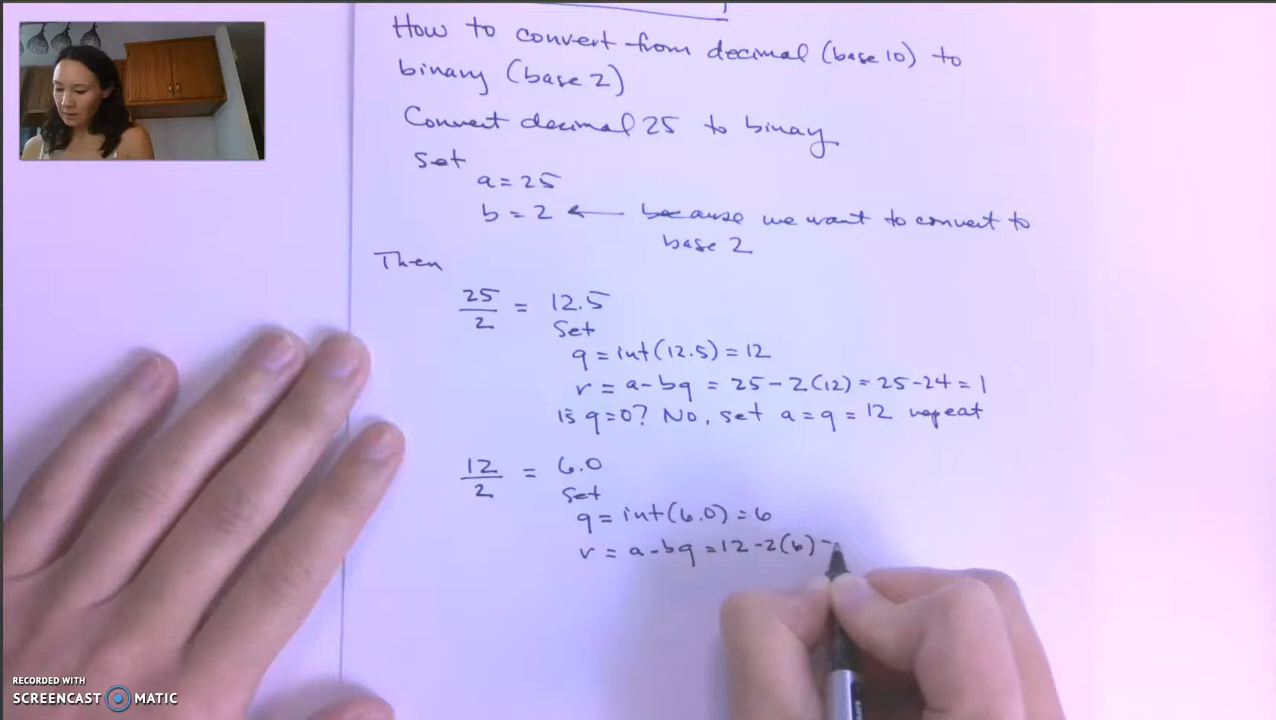 How to convert from decimal (base 10) to
binary (base 2)
Convert decimal 25 to binary
Set
a = 25
b = 2 ← because we want to convert to
base 2
Then
25/2 = 12.5
Set
q = int(12.5) = 12
r = a - bq = 25 - 2(12) = 25 - 24 = 1
Is q = 0? No, set a = q = 12 repeat
12/2 = 6.0
Set
q = int(6.0) = 6
r = a - bq = 12 - 2(6) =
RECORDED WITH
SCREENCAST MATIC